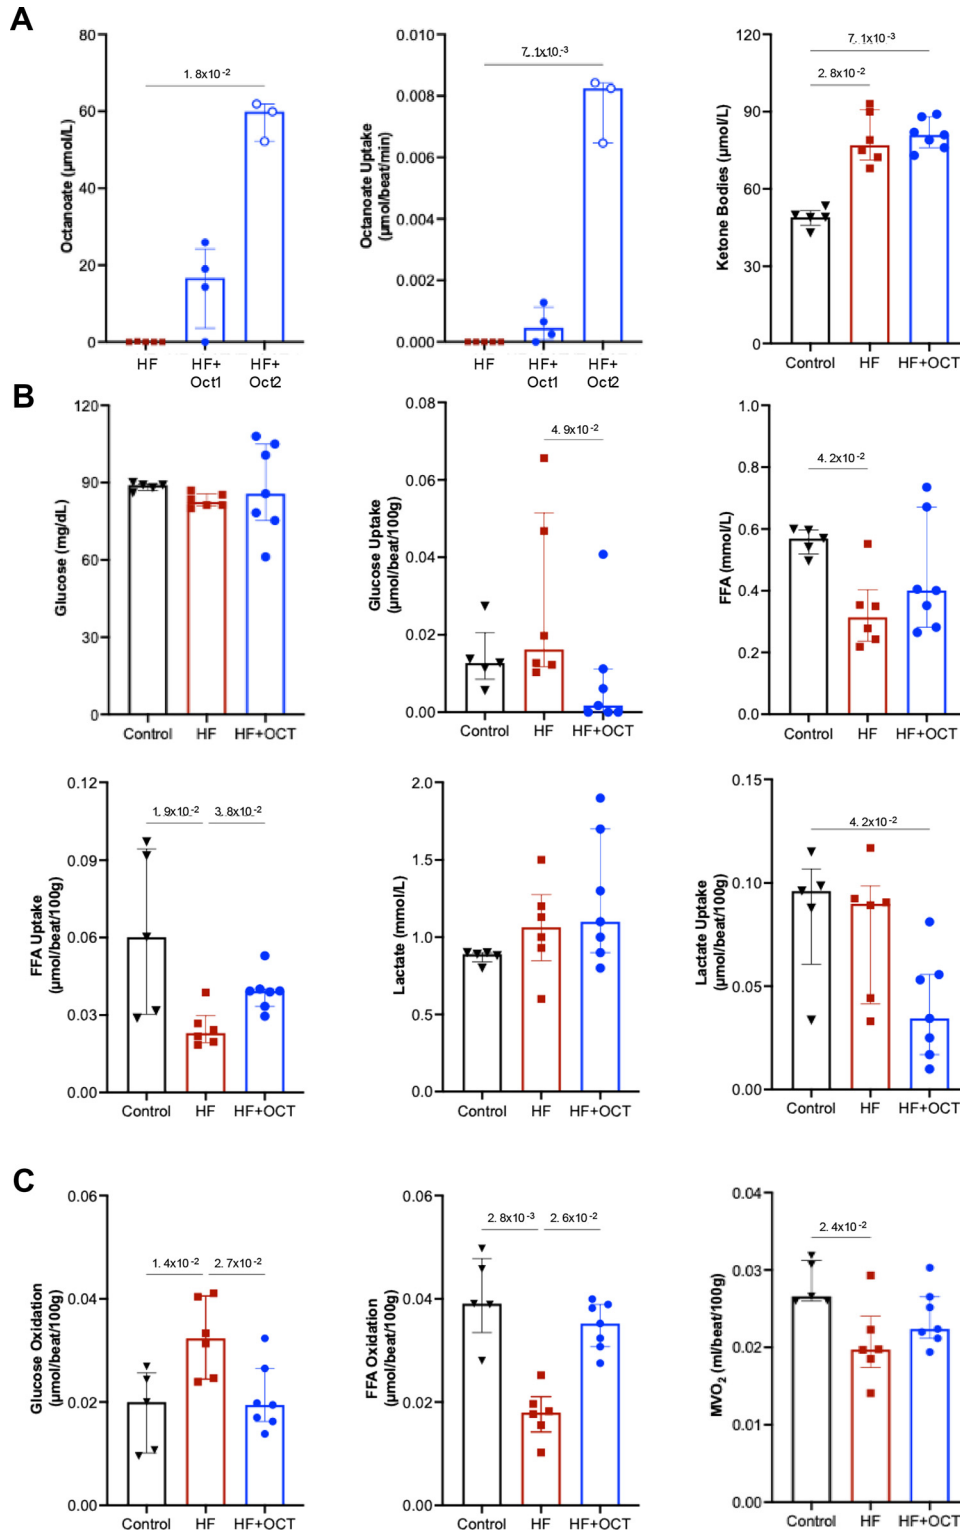 A
Octanoate (µmol/L)
80
60
40
20
0
1.8x10⁻²
HF
HF+
Oct1
HF+
Oct2
Octanoate Uptake
(µmol/beat/min)
0.010
0.008
0.006
0.004
0.002
0.000
7.1x10⁻³
HF
HF+
Oct1
HF+
Oct2
Ketone Bodies (µmol/L)
120
90
60
30
0
7.1x10⁻³
2.8x10⁻²
Control HF HF+OCT
B
Glucose (mg/dL)
120
90
60
30
0
Control HF HF+OCT
Glucose Uptake
(µmol/beat/100g)
0.08
0.06
0.04
0.02
0.00
4.9x10⁻²
Control HF HF+OCT
FFA (mmol/L)
1.0
0.8
0.6
0.4
0.2
0.0
4.2x10⁻²
Control HF HF+OCT
FFA Uptake
(µmol/beat/100g)
0.12
0.09
0.06
0.03
0.00
1.9x10⁻² 3.8x10⁻²
Control HF HF+OCT
Lactate (mmol/L)
2.0
1.5
1.0
0.5
0.0
Control HF HF+OCT
Lactate Uptake
(µmol/beat/100g)
0.15
0.10
0.05
0.00
4.2x10⁻²
Control HF HF+OCT
C
Glucose Oxidation
(µmol/beat/100g)
0.06
0.04
0.02
0.00
1.4x10⁻² 2.7x10⁻²
Control HF HF+OCT
FFA Oxidation
(µmol/beat/100g)
0.06
0.04
0.02
0.00
2.8x10⁻³ 2.6x10⁻²
Control HF HF+OCT
MVO₂ (ml/beat/100g)
0.04
0.03
0.02
0.01
0.00
2.4x10⁻²
Control HF HF+OCT